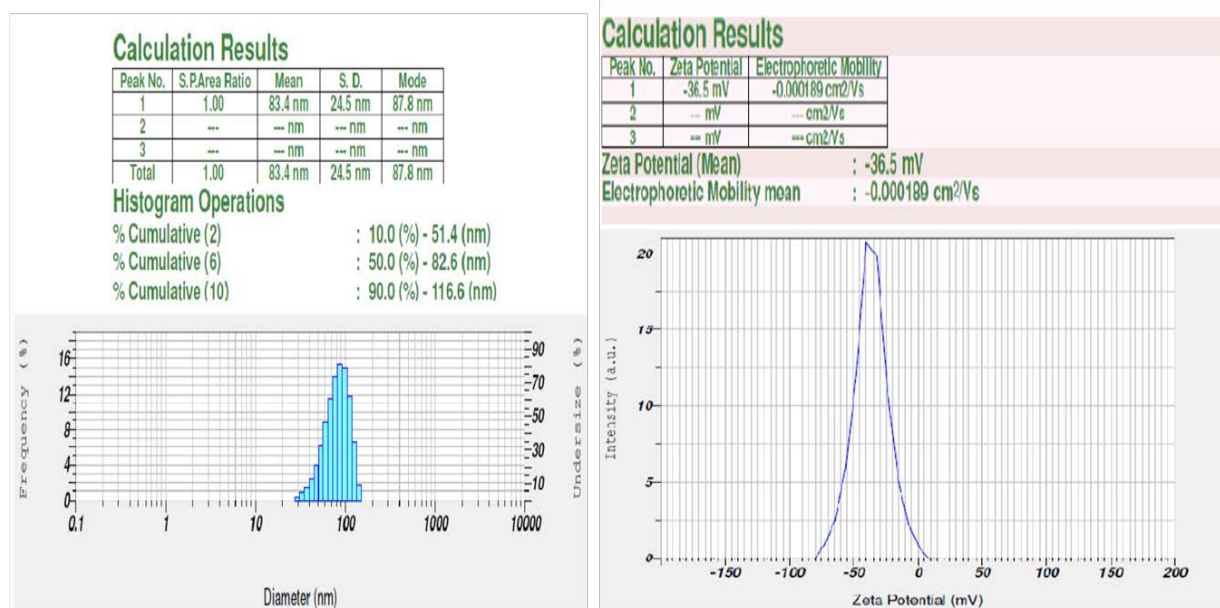 Calculation Results
Peak No. S.P.Area Ratio Mean S. D. Mode
1 1.00 83.4 nm 24.5 nm 87.8 nm
2 --- --- nm --- nm --- nm
3 --- --- nm --- nm --- nm
Total 1.00 83.4 nm 24.5 nm 87.8 nm
Histogram Operations
% Cumulative (2) : 10.0 (%) - 51.4 (nm)
% Cumulative (6) : 50.0 (%) - 82.6 (nm)
% Cumulative (10) : 90.0 (%) - 116.6 (nm)
Frequency (%)
16
12
8
4
0
90
70
50
30
10
Undersize (%)
0.1 1 10 100 1000 10000
Diameter (nm)
Calculation Results
Peak No. Zeta Potential Electrophoretic Mobility
1 -36.5 mV -0.000189 cm2/Vs
2 --- mV --- cm2/Vs
3 --- mV --- cm2/Vs
Zeta Potential (Mean) : -36.5 mV
Electrophoretic Mobility mean : -0.000189 cm2/Vs
Intensity (a.u.)
20
15
10
5
0
-150 -100 -50 0 50 100 150 200
Zeta Potential (mV)